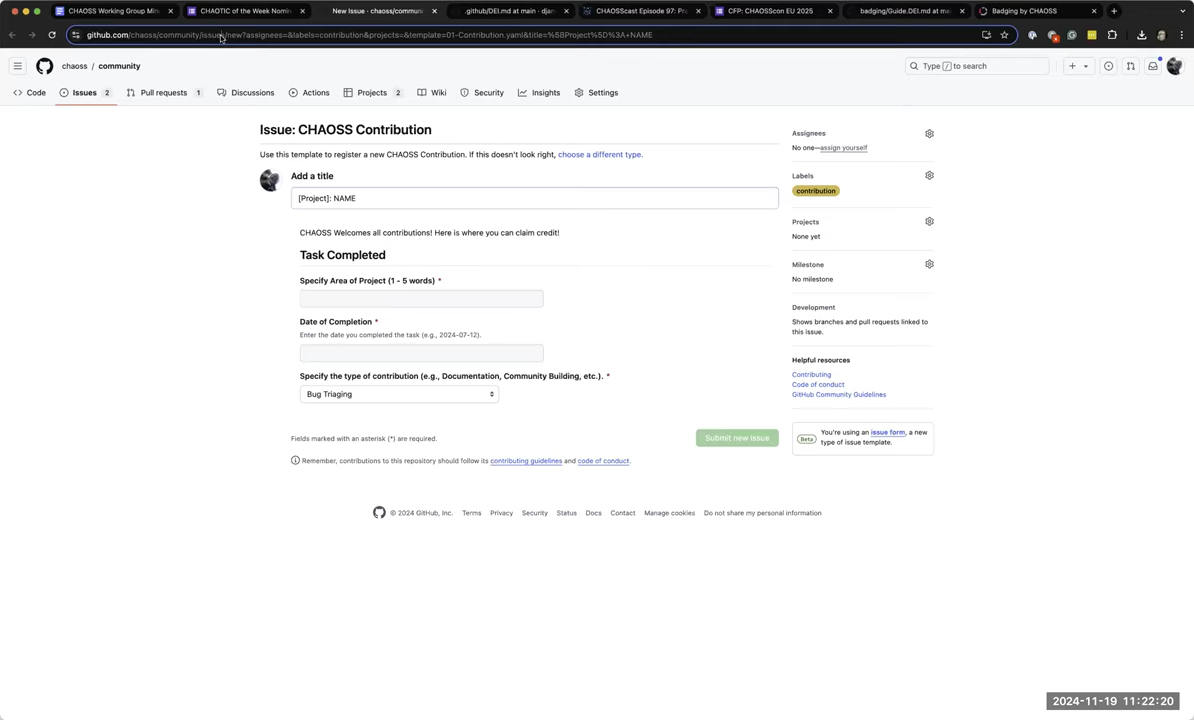 CHAOSS Working Group Min
CHAOTIC of the Week Nomin
New Issue · chaoss/commun
.github/DEI.md at main · djan
CHAOSScast Episode 97: Pr
CFP: CHAOSScon EU 2025
badging/Guide.DEI.md at m
Badging by CHAOSS
github.com/chaoss/community/issues/new?assignees=&labels=contribution&projects=&template=01-Contribution.yaml&title=%5BProject%5D%3A+NAME
chaoss / community
Type / to search
Code
Issues 2
Pull requests 1
Discussions
Actions
Projects 2
Wiki
Security
Insights
Settings
Issue: CHAOSS Contribution
Use this template to register a new CHAOSS Contribution. If this doesn't look right, choose a different type.
Add a title
[Project]: NAME
CHAOSS Welcomes all contributions! Here is where you can claim credit!
Task Completed
Specify Area of Project (1 - 5 words) *
Date of Completion *
Enter the date you completed the task (e.g., 2024-07-12).
Specify the type of contribution (e.g., Documentation, Community Building, etc.). *
Bug Triaging
Fields marked with an asterisk (*) are required.
Submit new issue
Remember, contributions to this repository should follow its contributing guidelines and code of conduct.
Assignees
No one—assign yourself
Labels
contribution
Projects
None yet
Milestone
No milestone
Development
Shows branches and pull requests linked to
this issue.
Helpful resources
Contributing
Code of conduct
GitHub Community Guidelines
Beta
You're using an issue form, a new
type of issue template.
© 2024 GitHub, Inc.
Terms
Privacy
Security
Status
Docs
Contact
Manage cookies
Do not share my personal information
2024-11-19 11:22:20